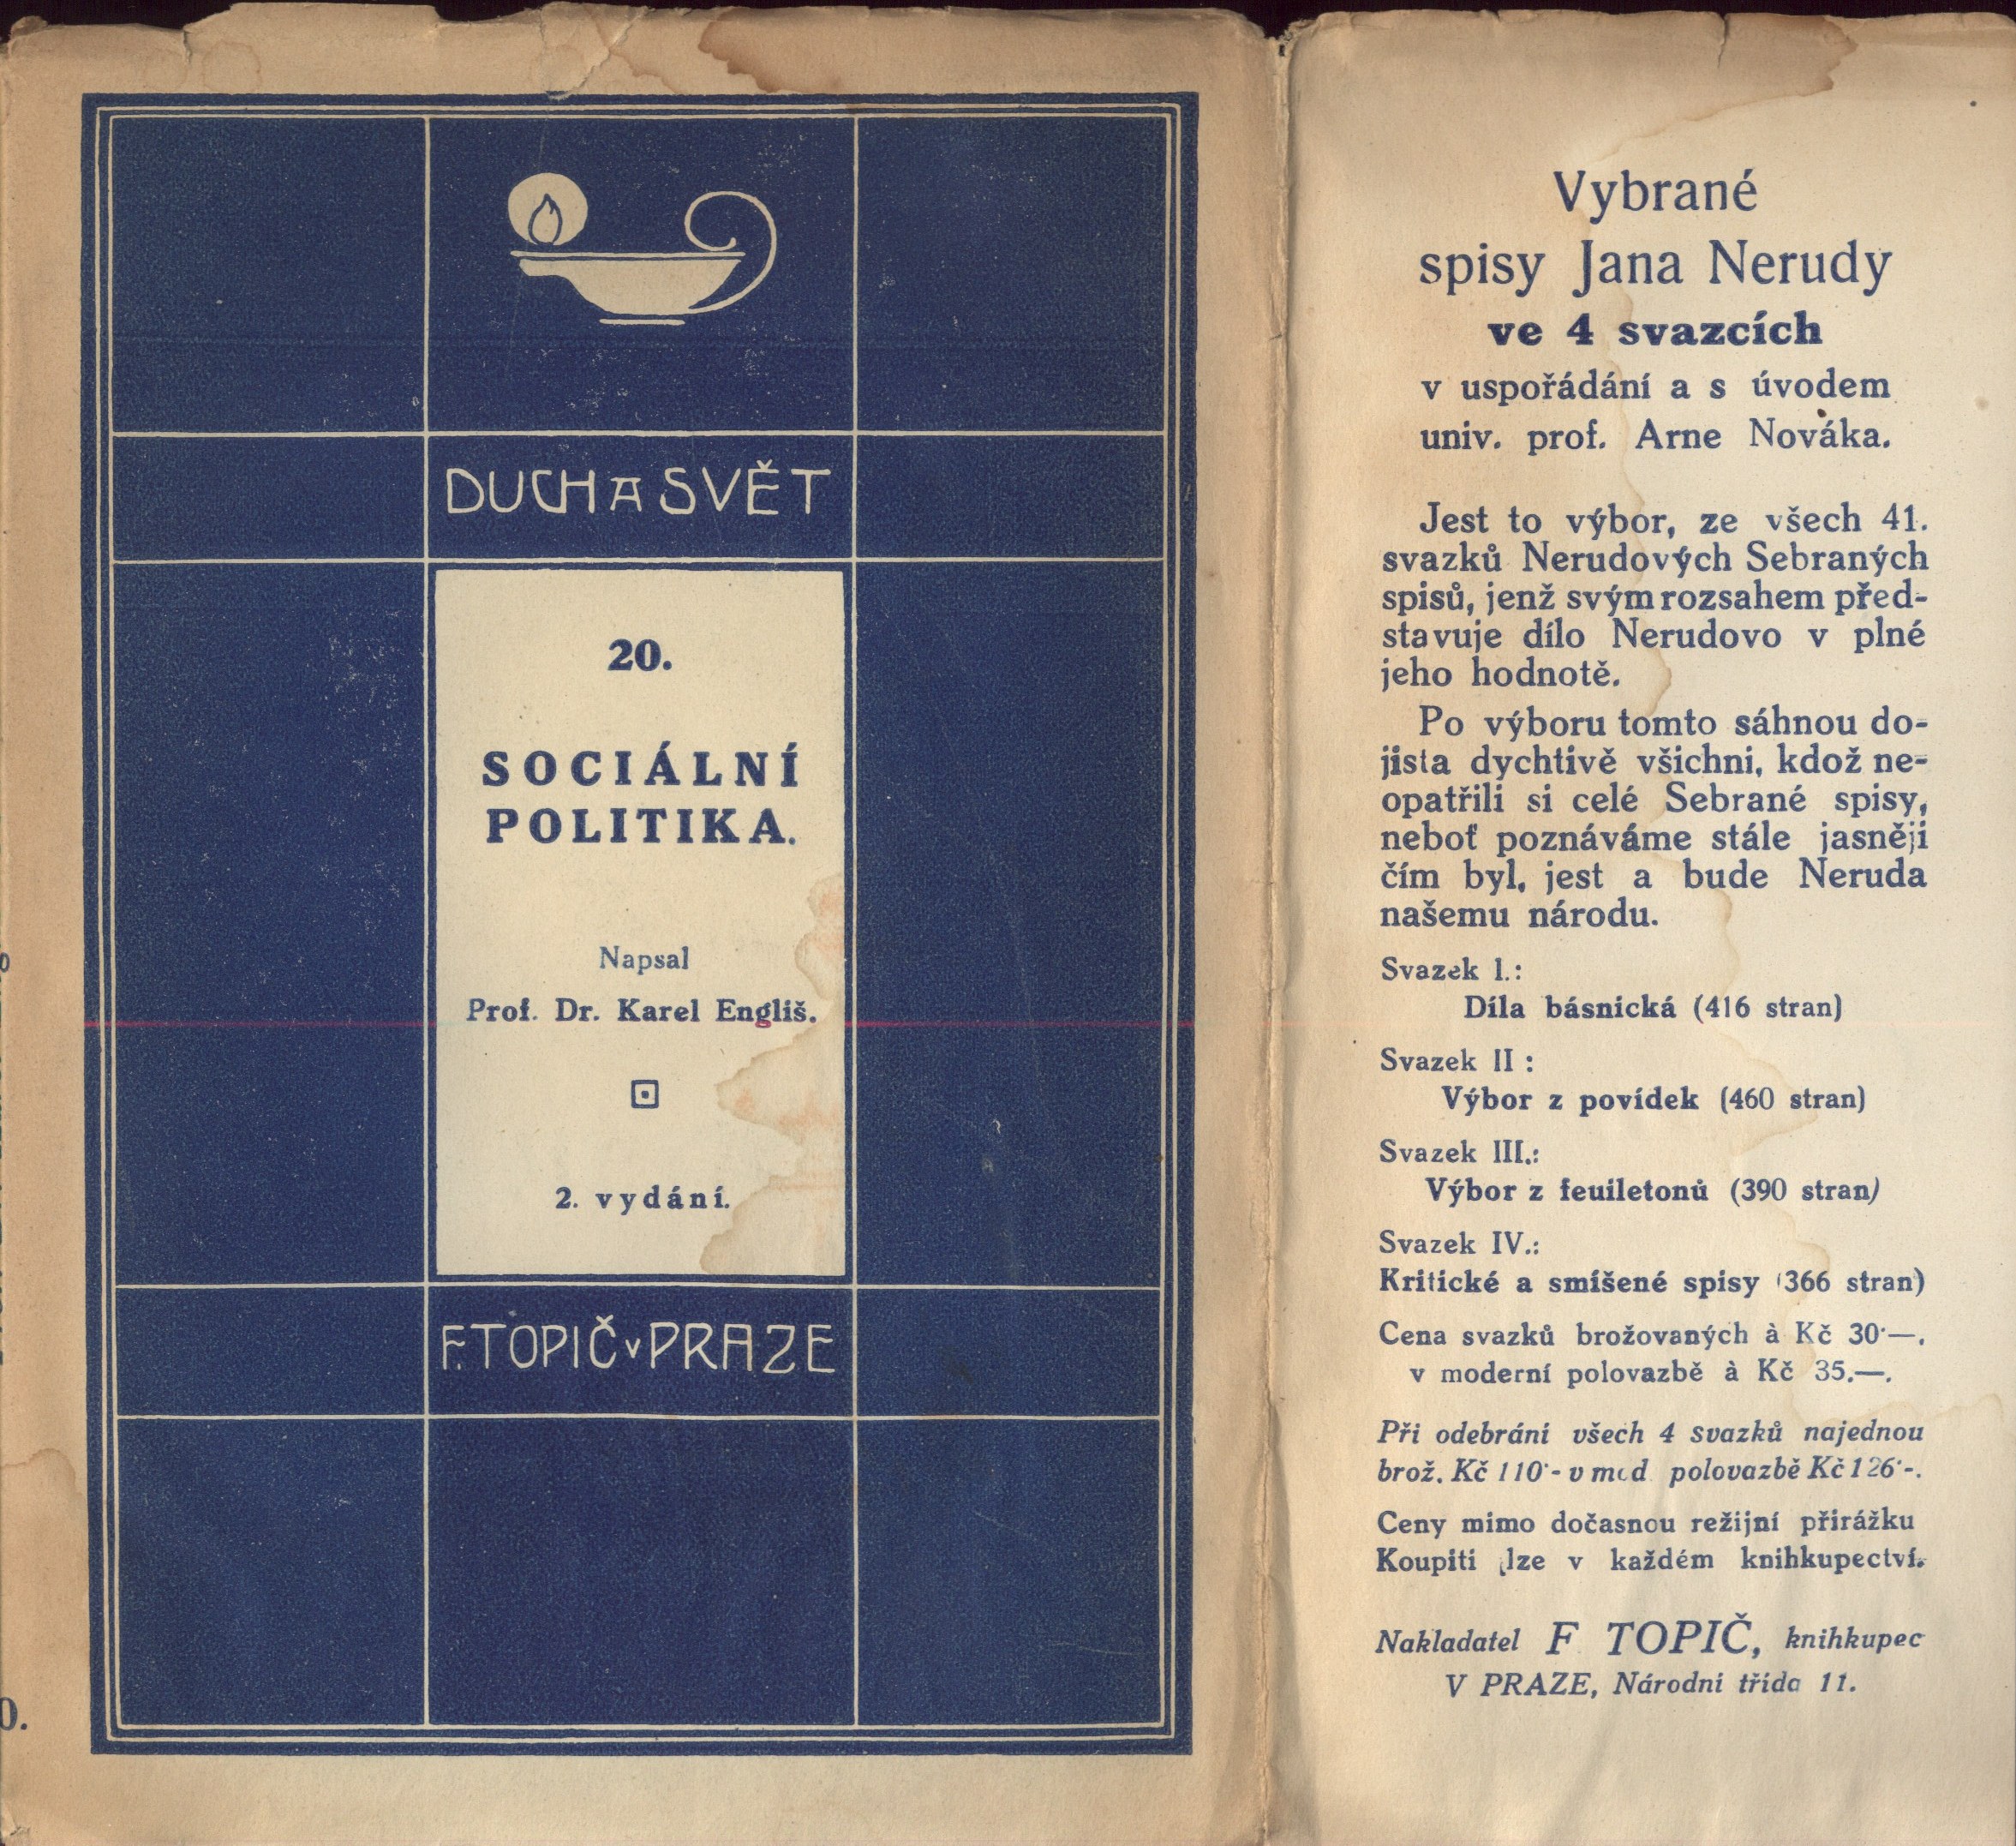 DUCH A SVĚT
20.
SOCIÁLNÍ
POLITIKA.
Napsal
Prof. Dr. Karel Engliš.
2. vydání.
F. TOPIČ v PRAZE
0.
Vybrané
spisy Jana Nerudy
ve 4 svazcích
v uspořádání a s úvodem
univ. prof. Arne Nováka.
Jest to výbor, ze všech 41.
svazků Nerudových Sebraných
spisů, jenž svým rozsahem před-
stavuje dílo Nerudovo v plné
jeho hodnotě.
Po výboru tomto sáhnou do-
jista dychtivě všichni, kdož ne-
opatřili si celé Sebrané spisy,
neboť poznáváme stále jasněji
čím byl, jest a bude Neruda
našemu národu.
Svazek I.:
Díla básnická (416 stran)
Svazek II :
Výbor z povídek (460 stran)
Svazek III.:
Výbor z feuiletonů (390 stran)
Svazek IV.:
Kritické a smíšené spisy (366 stran)
Cena svazků brožovaných à Kč 30·—.
v moderní polovazbě à Kč 35.—.
Při odebrání všech 4 svazků najednou
brož. Kč 110·- v mod polovazbě Kč 126·-.
Ceny mimo dočasnou režijní přirážku
Koupiti lze v každém knihkupectví.
Nakladatel F TOPIČ, knihkupec
V PRAZE, Národní třída 11.